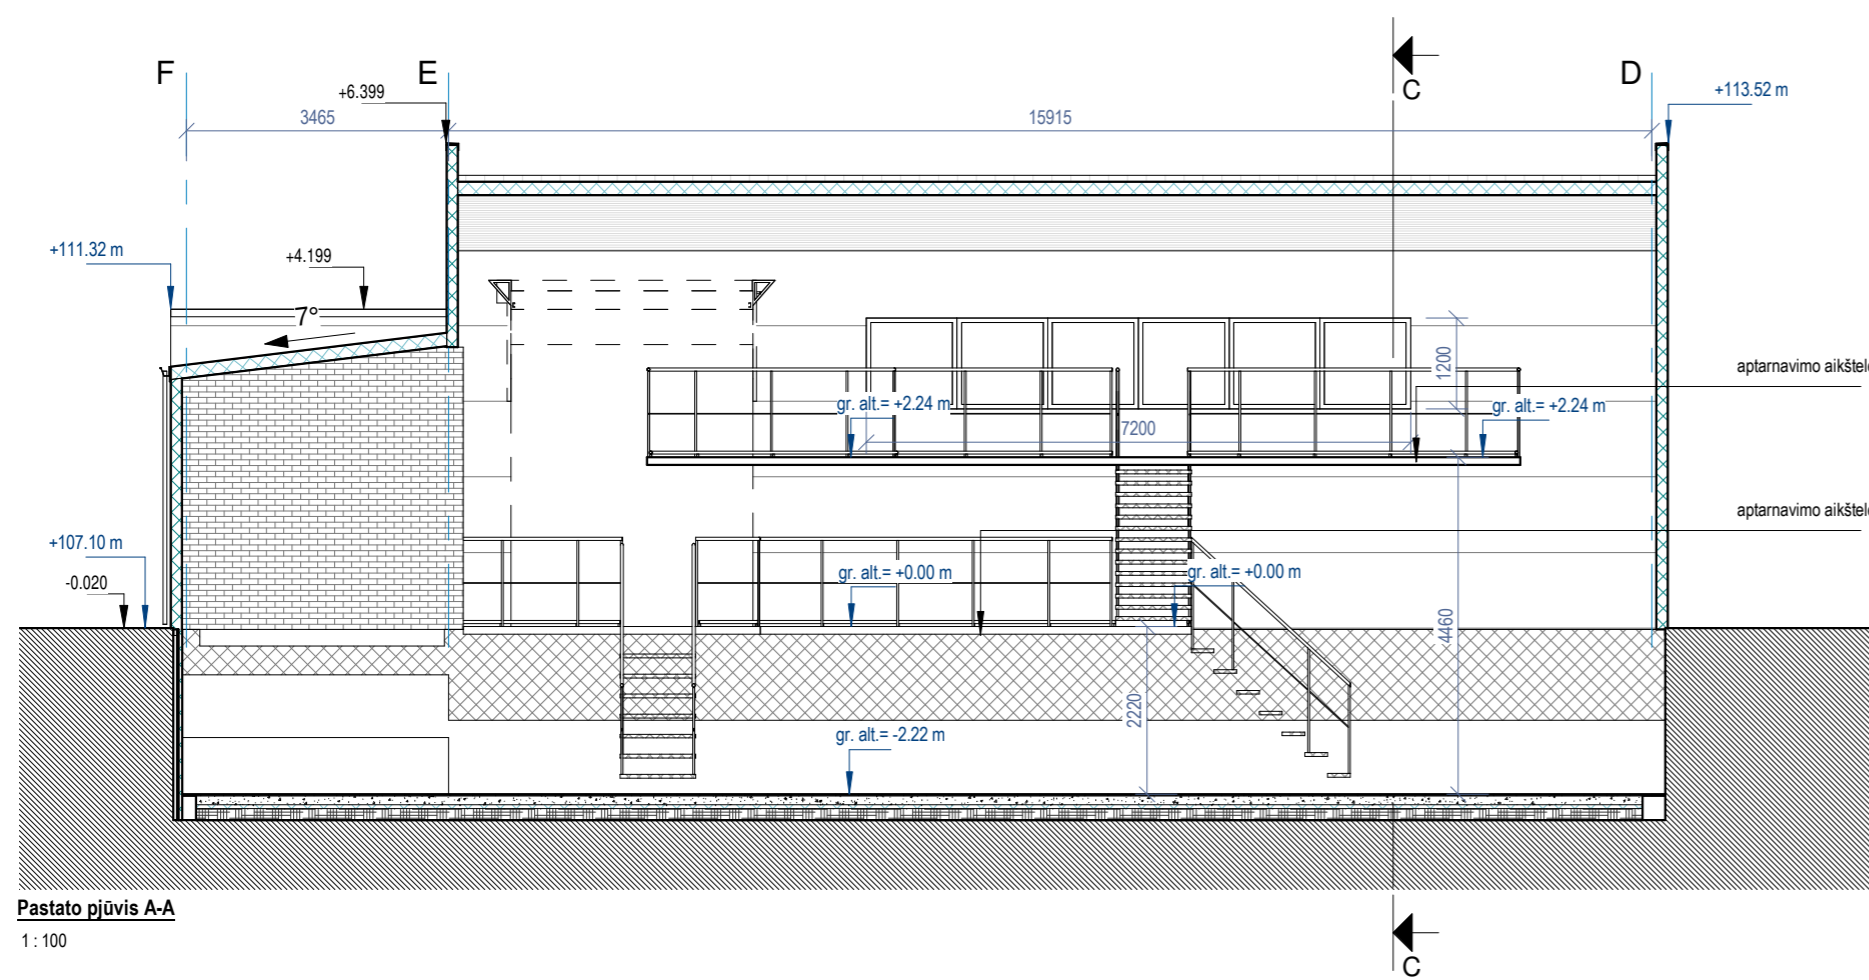 F
E
D
C
+6.399
+113.52 m
3465
15915
+111.32 m
+4.199
7°
1200
aptarnavimo aikštelė
gr. alt.= +2.24 m
gr. alt.= +2.24 m
7200
aptarnavimo aikštelė
+107.10 m
-0.020
gr. alt.= +0.00 m
gr. alt.= +0.00 m
4460
2220
gr. alt.= -2.22 m
Pastato pjūvis A-A
1 : 100
C